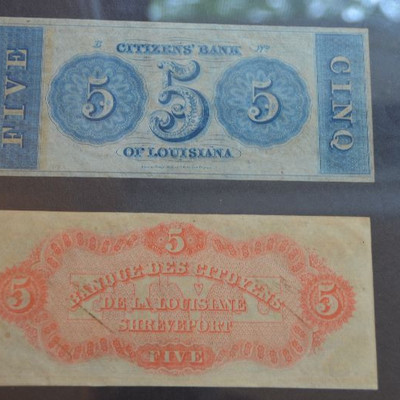 CITIZENS' BANK
FIVE
5
5
5
CINQ
OF LOUISIANA
5
BANQUE DES CITOYENS
5
5
DE LA LOUISIANE
SHREVEPORT
FIVE